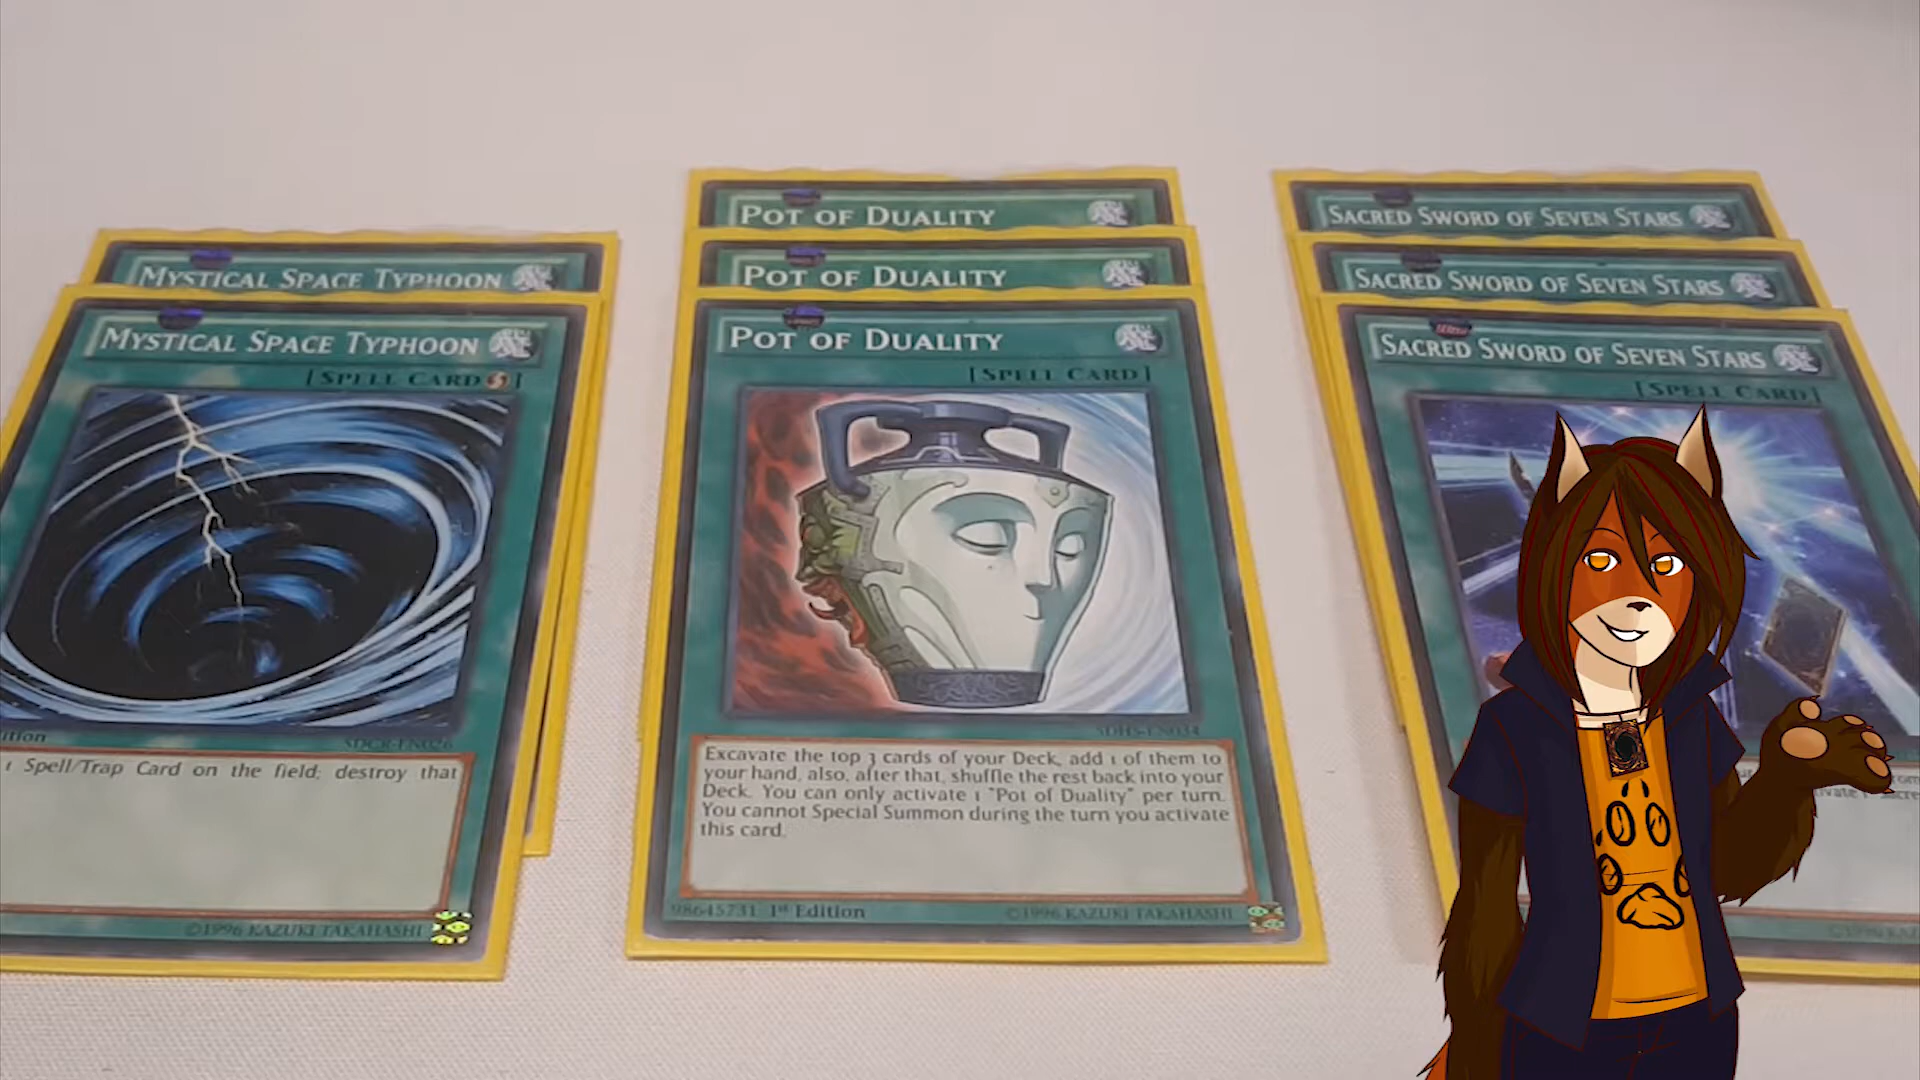 MYSTICAL SPACE TYPHOON
MYSTICAL SPACE TYPHOON
[SPELL CARD]
SDCR-EN026
1 Spell/Trap Card on the field; destroy that
©1996 KAZUKI TAKAHASHI
POT OF DUALITY
POT OF DUALITY
POT OF DUALITY
[SPELL CARD]
SDHS-EN034
Excavate the top 3 cards of your Deck, add 1 of them to
your hand, also, after that, shuffle the rest back into your
Deck. You can only activate 1 "Pot of Duality" per turn.
You cannot Special Summon during the turn you activate
this card.
98645731 1st Edition
©1996 KAZUKI TAKAHASHI
SACRED SWORD OF SEVEN STARS
SACRED SWORD OF SEVEN STARS
SACRED SWORD OF SEVEN STARS
[SPELL CARD]